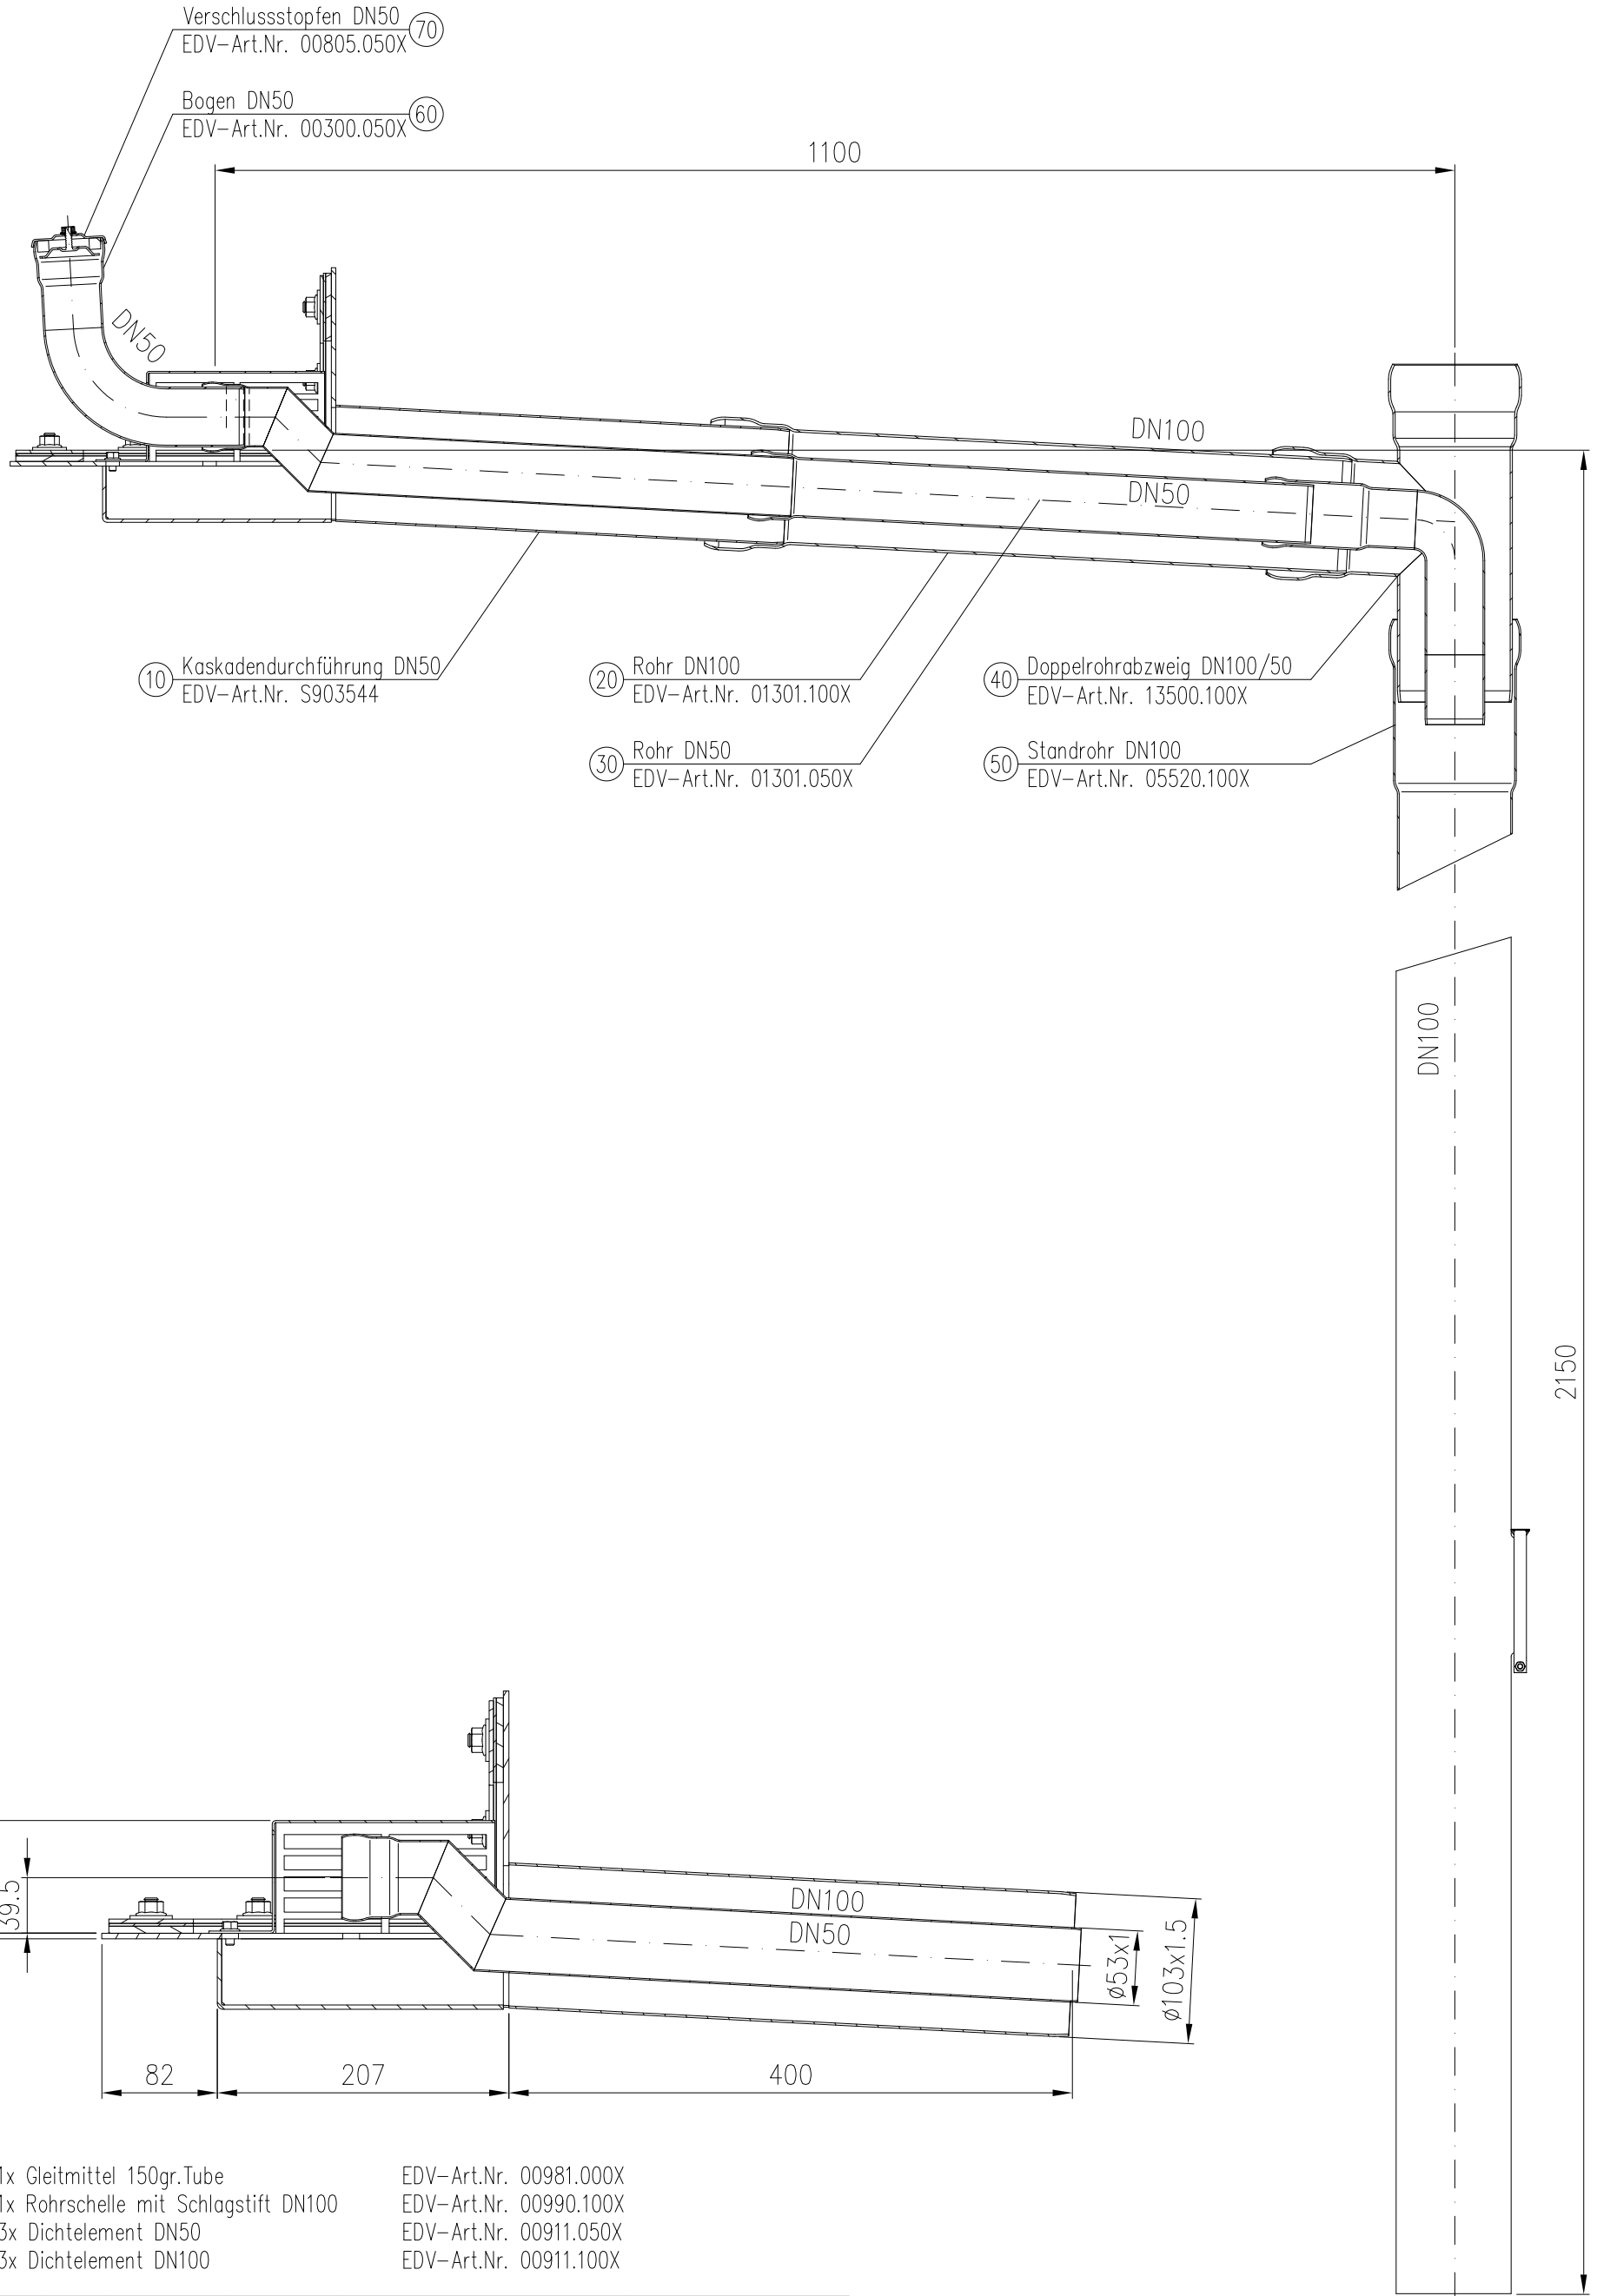 Verschlussstopfen DN50
EDV-Art.Nr. 00805.050X
70
Bogen DN50
EDV-Art.Nr. 00300.050X
60
1100
DN50
DN100
DN50
10
Kaskadendurchführung DN50
EDV-Art.Nr. S903544
20
Rohr DN100
EDV-Art.Nr. 01301.100X
40
Doppelrohrabzweig DN100/50
EDV-Art.Nr. 13500.100X
30
Rohr DN50
EDV-Art.Nr. 01301.050X
50
Standrohr DN100
EDV-Art.Nr. 05520.100X
DN100
2150
39.5
DN100
DN50
ø53x1
ø103x1.5
82
207
400
1x Gleitmittel 150gr.Tube EDV-Art.Nr. 00981.000X
1x Rohrschelle mit Schlagstift DN100 EDV-Art.Nr. 00990.100X
3x Dichtelement DN50 EDV-Art.Nr. 00911.050X
3x Dichtelement DN100 EDV-Art.Nr. 00911.100X